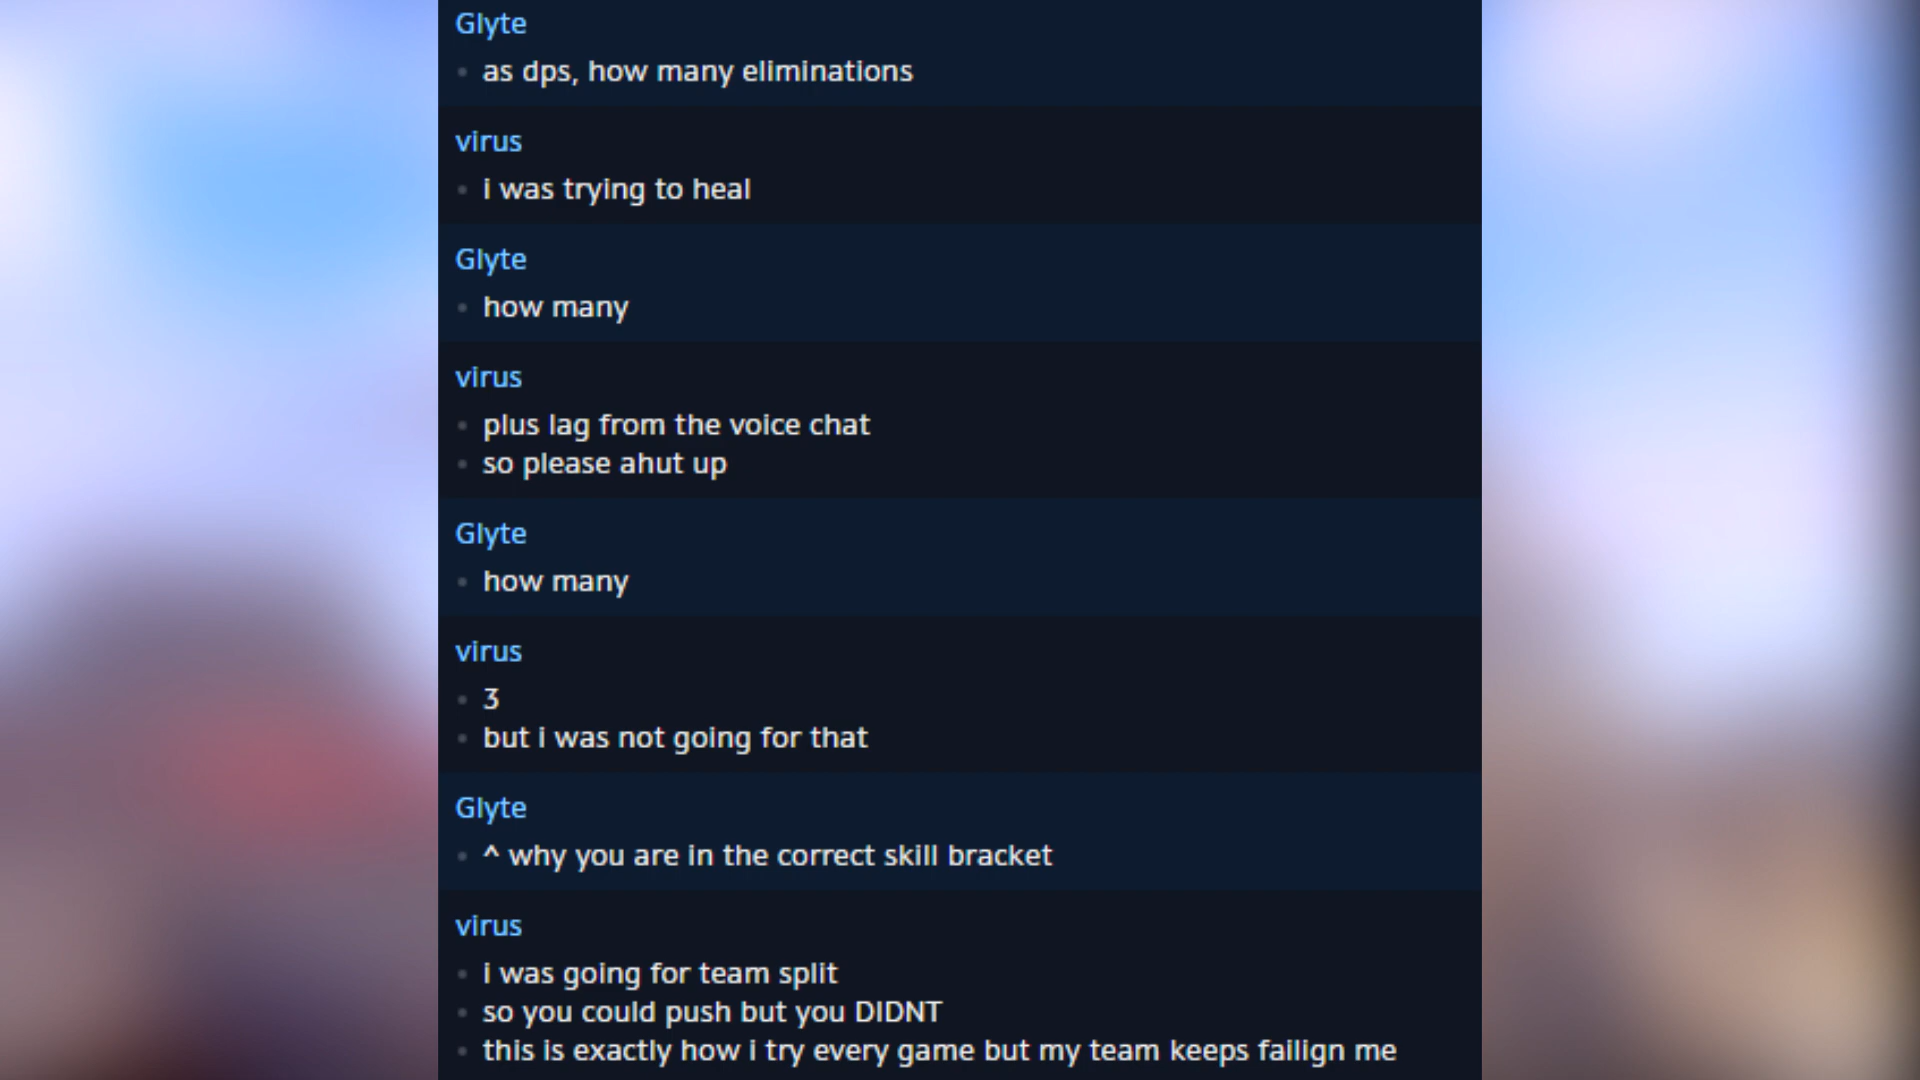 Glyte
as dps, how many eliminations
virus
i was trying to heal
Glyte
how many
virus
plus lag from the voice chat
so please ahut up
Glyte
how many
virus
3
but i was not going for that
Glyte
^ why you are in the correct skill bracket
virus
i was going for team split
so you could push but you DIDNT
this is exactly how i try every game but my team keeps failign me